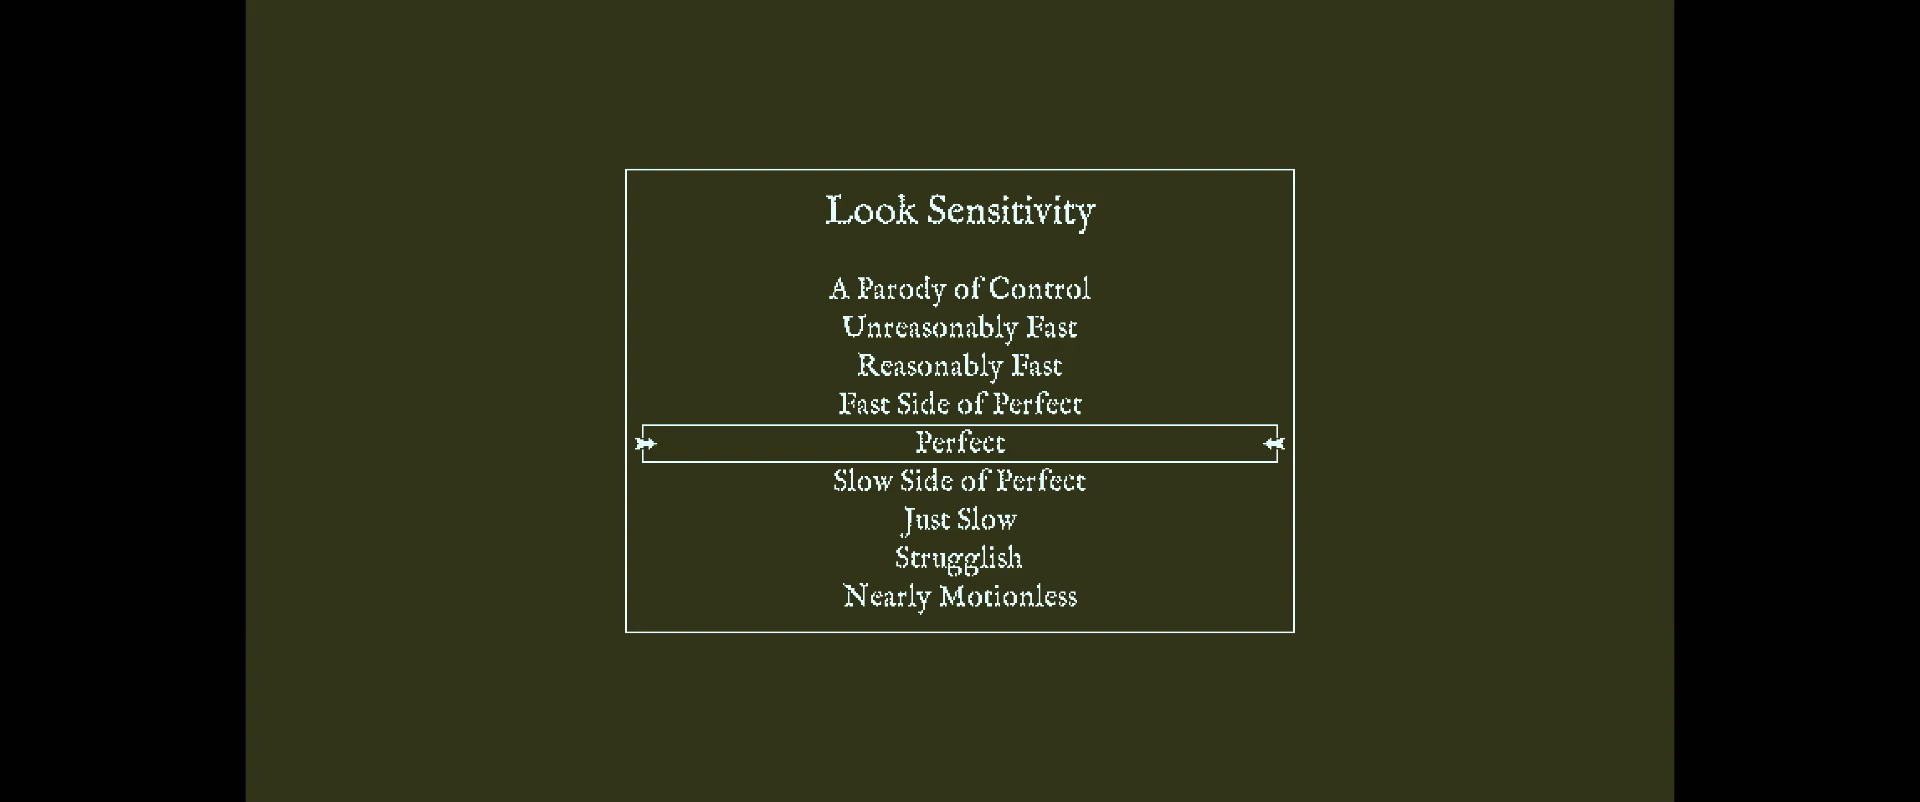 Look Sensitivity
A Parody of Control
Unreasonably Fast
Reasonably Fast
Fast Side of Perfect
Perfect
Slow Side of Perfect
Just Slow
Strugglish
Nearly Motionless